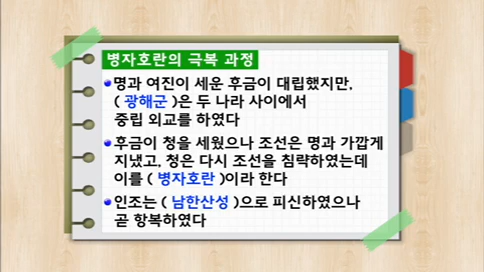 병자호란의 극복 과정
명과 여진이 세운 후금이 대립했지만,
( 광해군 )은 두 나라 사이에서
중립 외교를 하였다
후금이 청을 세웠으나 조선은 명과 가깝게
지냈고, 청은 다시 조선을 침략하였는데
이를 ( 병자호란 )이라 한다
인조는 ( 남한산성 )으로 피신하였으나
곧 항복하였다